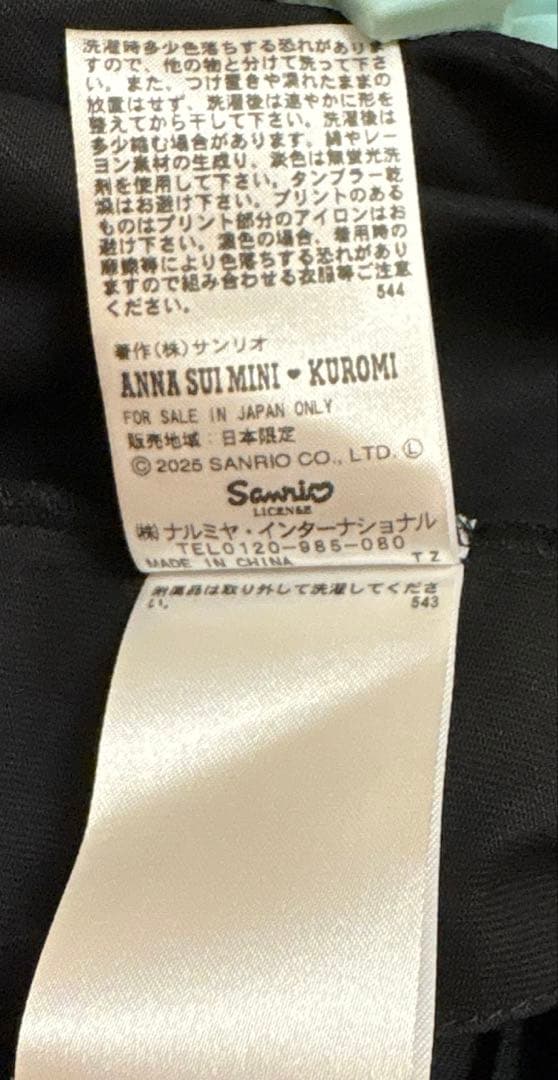 洗濯時多少色落ちする恐れがありま
すので、他の物と分けて洗って下さ
い。また、つけ置きや濡れたままの
放置はせず、洗濯後は速やかに形を
整えてから干して下さい。洗濯後は
多少縮む場合があります。綿やレー
ヨン素材の生成り、淡色は無蛍光洗
剤を使用して下さい。タンブラー乾
燥はお避け下さい。プリントのある
ものはプリント部分のアイロンはお
避け下さい。濃色の場合、着用時の
摩擦等により色落ちする恐れがあり
ますので組み合わせる衣服等ご注意
ください。 544
著作(株)サンリオ
ANNA SUI MINI ♥ KUROMI
FOR SALE IN JAPAN ONLY
販売地域:日本限定
© 2025 SANRIO CO., LTD. Ⓛ
Sanrio
LICENSE
㈱ナルミヤ・インターナショナル
TEL0120-985-080
MADE IN CHINA TZ
附属品は取り外して洗濯してくださ
い。 543